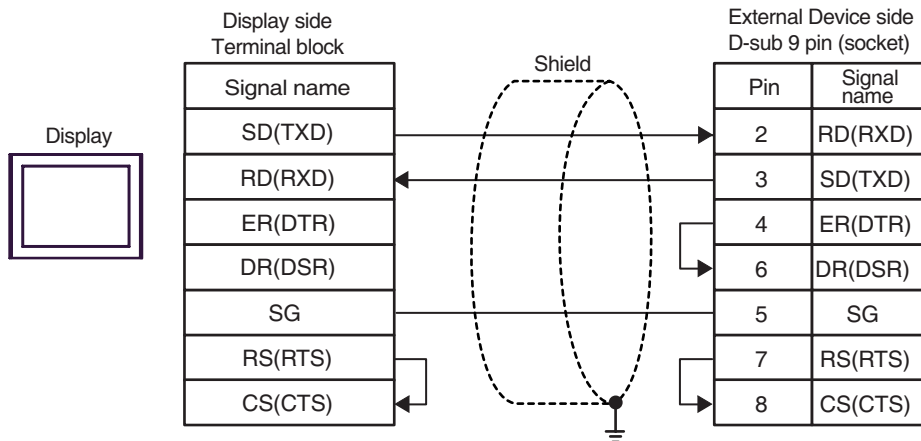 Display side
Terminal block
External Device side
D-sub 9 pin (socket)
Shield
Display
Signal name
Pin
Signal
name
SD(TXD)
2
RD(RXD)
RD(RXD)
3
SD(TXD)
ER(DTR)
4
ER(DTR)
DR(DSR)
6
DR(DSR)
SG
5
SG
RS(RTS)
7
RS(RTS)
CS(CTS)
8
CS(CTS)